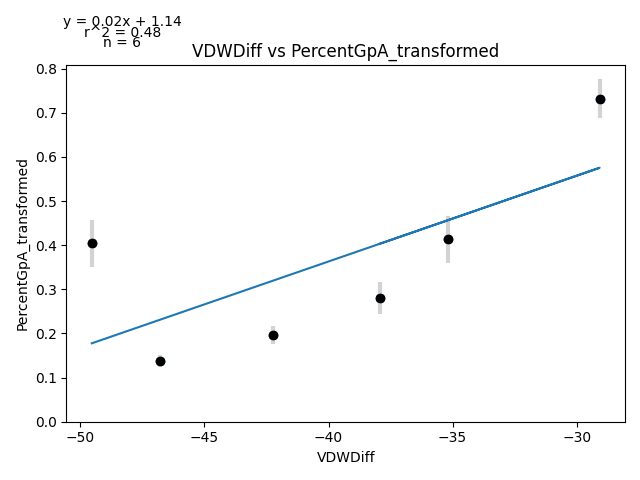 y = 0.02x + 1.14
r^2 = 0.48
n = 6
VDWDiff vs PercentGpA_transformed
0.8
0.7
0.6
0.5
0.4
0.3
0.2
0.1
0.0
PercentGpA_transformed
−50
−45
−40
−35
−30
VDWDiff